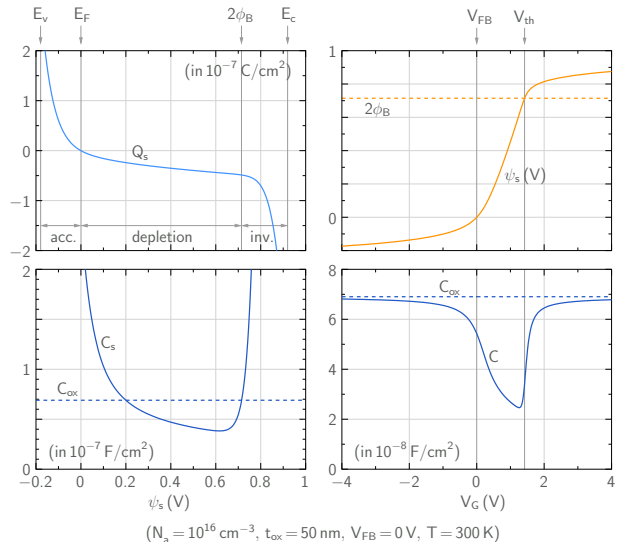 E_v E_F 2ϕ_B E_c
V_FB V_th
2
1
0
−1
−2
(in 10⁻⁷ C/cm²)
Q_s
acc. depletion inv.
1
0
2ϕ_B
ψ_s (V)
2
1
0
C_s
C_ox
(in 10⁻⁷ F/cm²)
−0.2 0 0.2 0.4 0.6 0.8 1
ψ_s (V)
8
6
4
2
0
C_ox
C
(in 10⁻⁸ F/cm²)
−4 −2 0 2 4
V_G (V)
(N_a = 10¹⁶ cm⁻³, t_ox = 50 nm, V_FB = 0 V, T = 300 K)